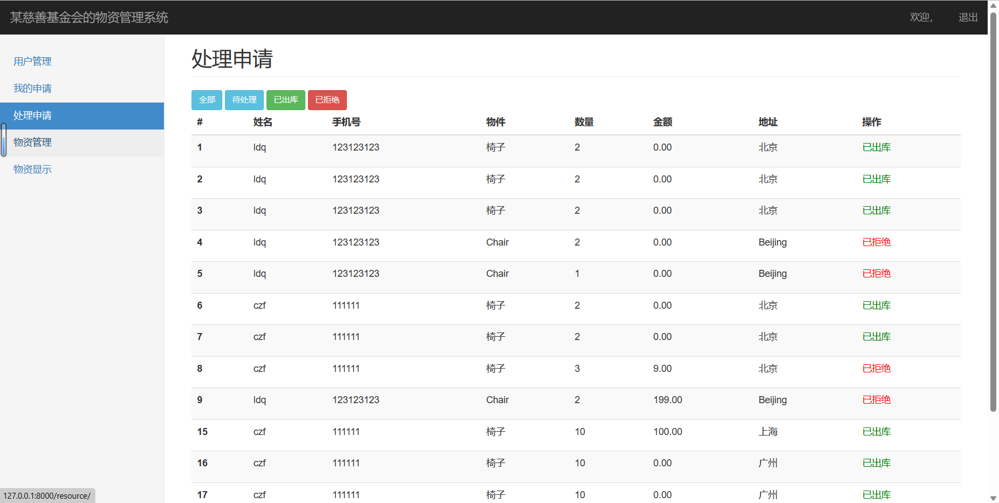 某慈善基金会的物资管理系统 欢迎, 退出
用户管理
我的申请
处理申请
物资管理
物资显示
处理申请
全部 待处理 已出库 已拒绝
# 姓名 手机号 物件 数量 金额 地址 操作
1 ldq 123123123 椅子 2 0.00 北京 已出库
2 ldq 123123123 椅子 2 0.00 北京 已出库
3 ldq 123123123 椅子 2 0.00 北京 已出库
4 ldq 123123123 Chair 2 0.00 Beijing 已拒绝
5 ldq 123123123 Chair 1 0.00 Beijing 已拒绝
6 czf 111111 椅子 2 0.00 北京 已出库
7 czf 111111 椅子 2 0.00 北京 已出库
8 czf 111111 椅子 3 9.00 北京 已拒绝
9 ldq 123123123 Chair 2 199.00 Beijing 已拒绝
15 czf 111111 椅子 10 100.00 上海 已出库
16 czf 111111 椅子 10 0.00 广州 已出库
17 czf 111111 椅子 10 0.00 广州 已出库
127.0.0.1:8000/resource/